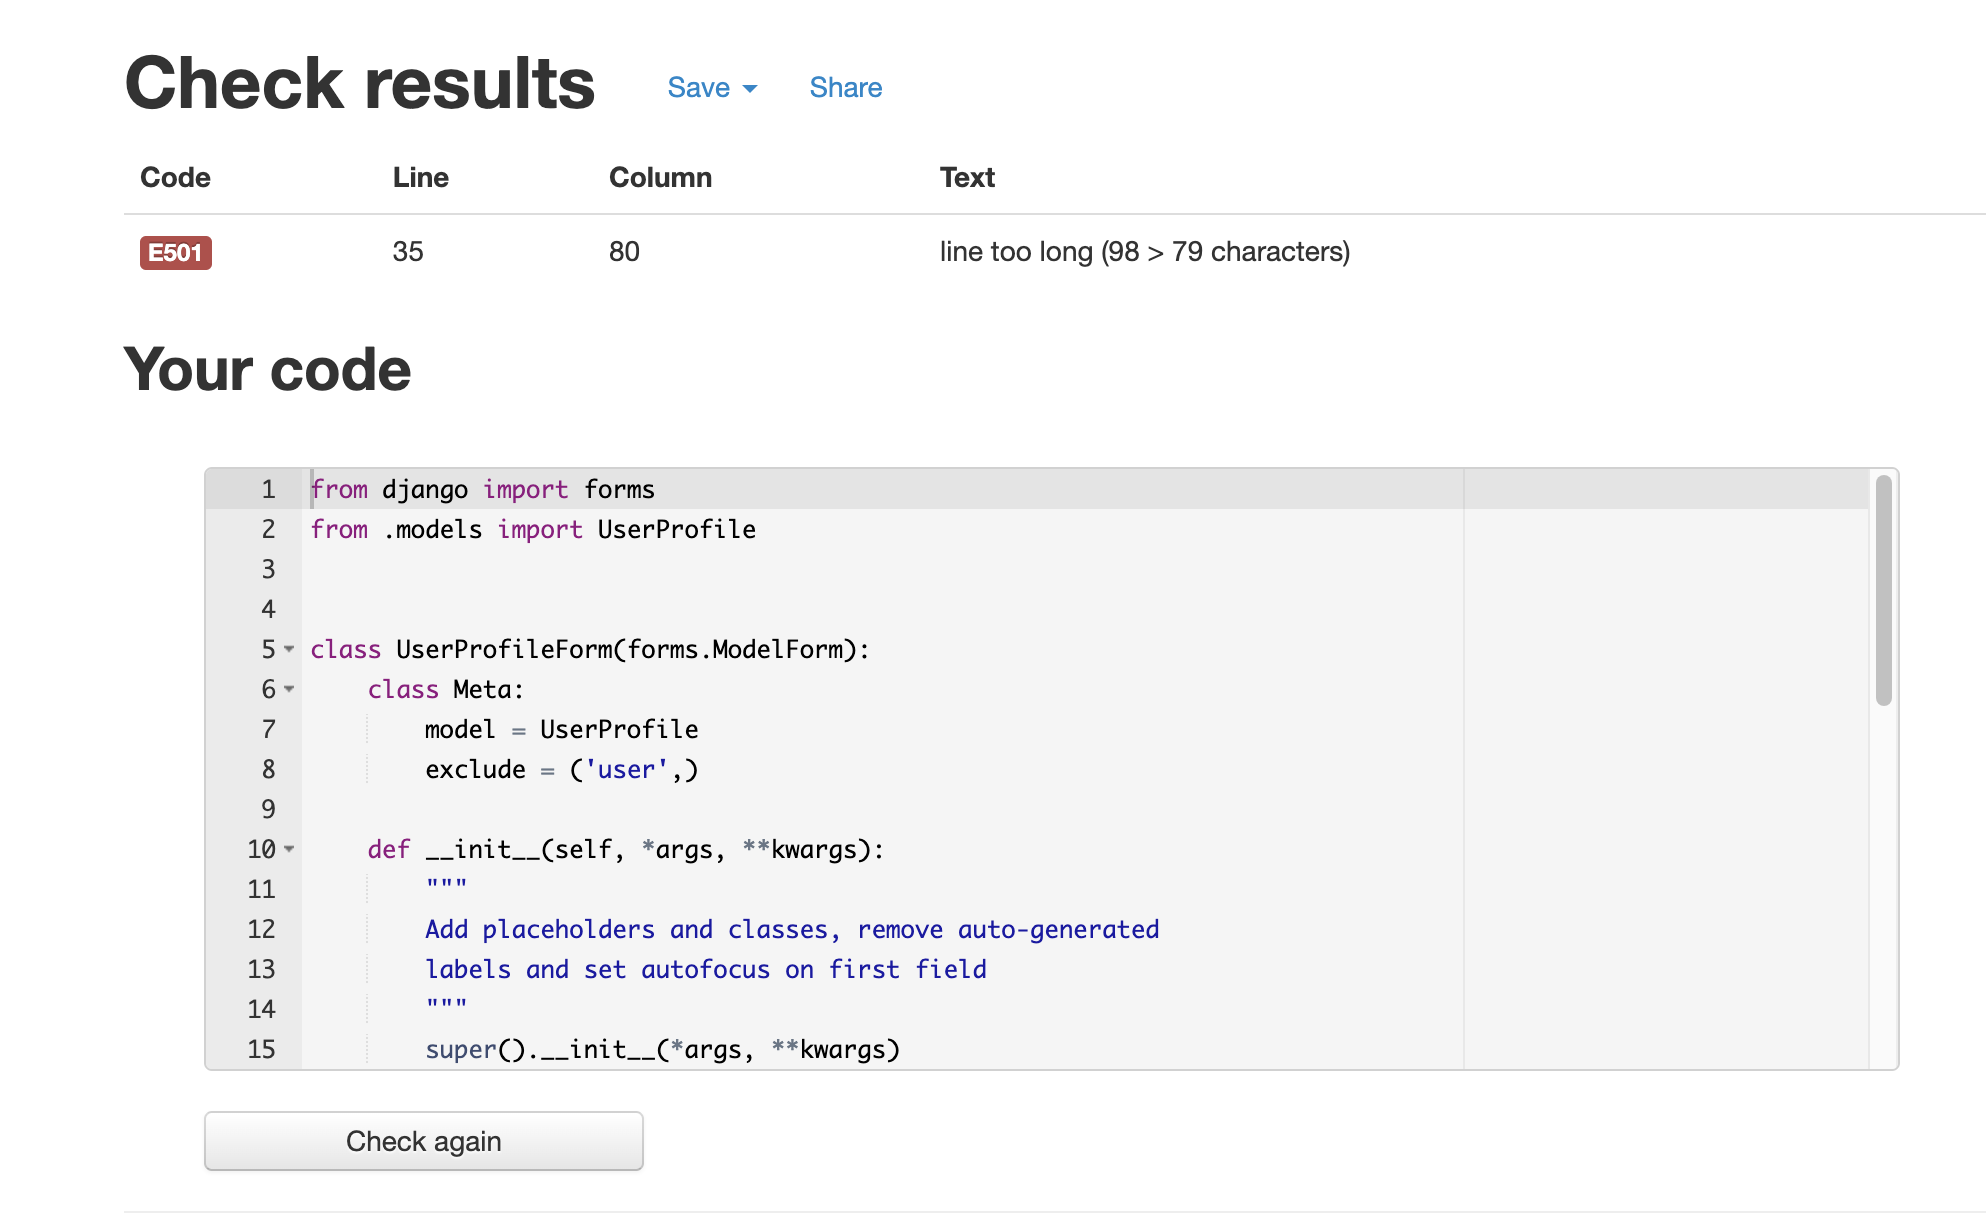 Check results Save Share
Code Line Column Text
E501 35 80 line too long (98 > 79 characters)
Your code
1 from django import forms
2 from .models import UserProfile
3
4
5 class UserProfileForm(forms.ModelForm):
6     class Meta:
7         model = UserProfile
8         exclude = ('user',)
9
10     def __init__(self, *args, **kwargs):
11         """
12         Add placeholders and classes, remove auto-generated
13         labels and set autofocus on first field
14         """
15         super().__init__(*args, **kwargs)
Check again